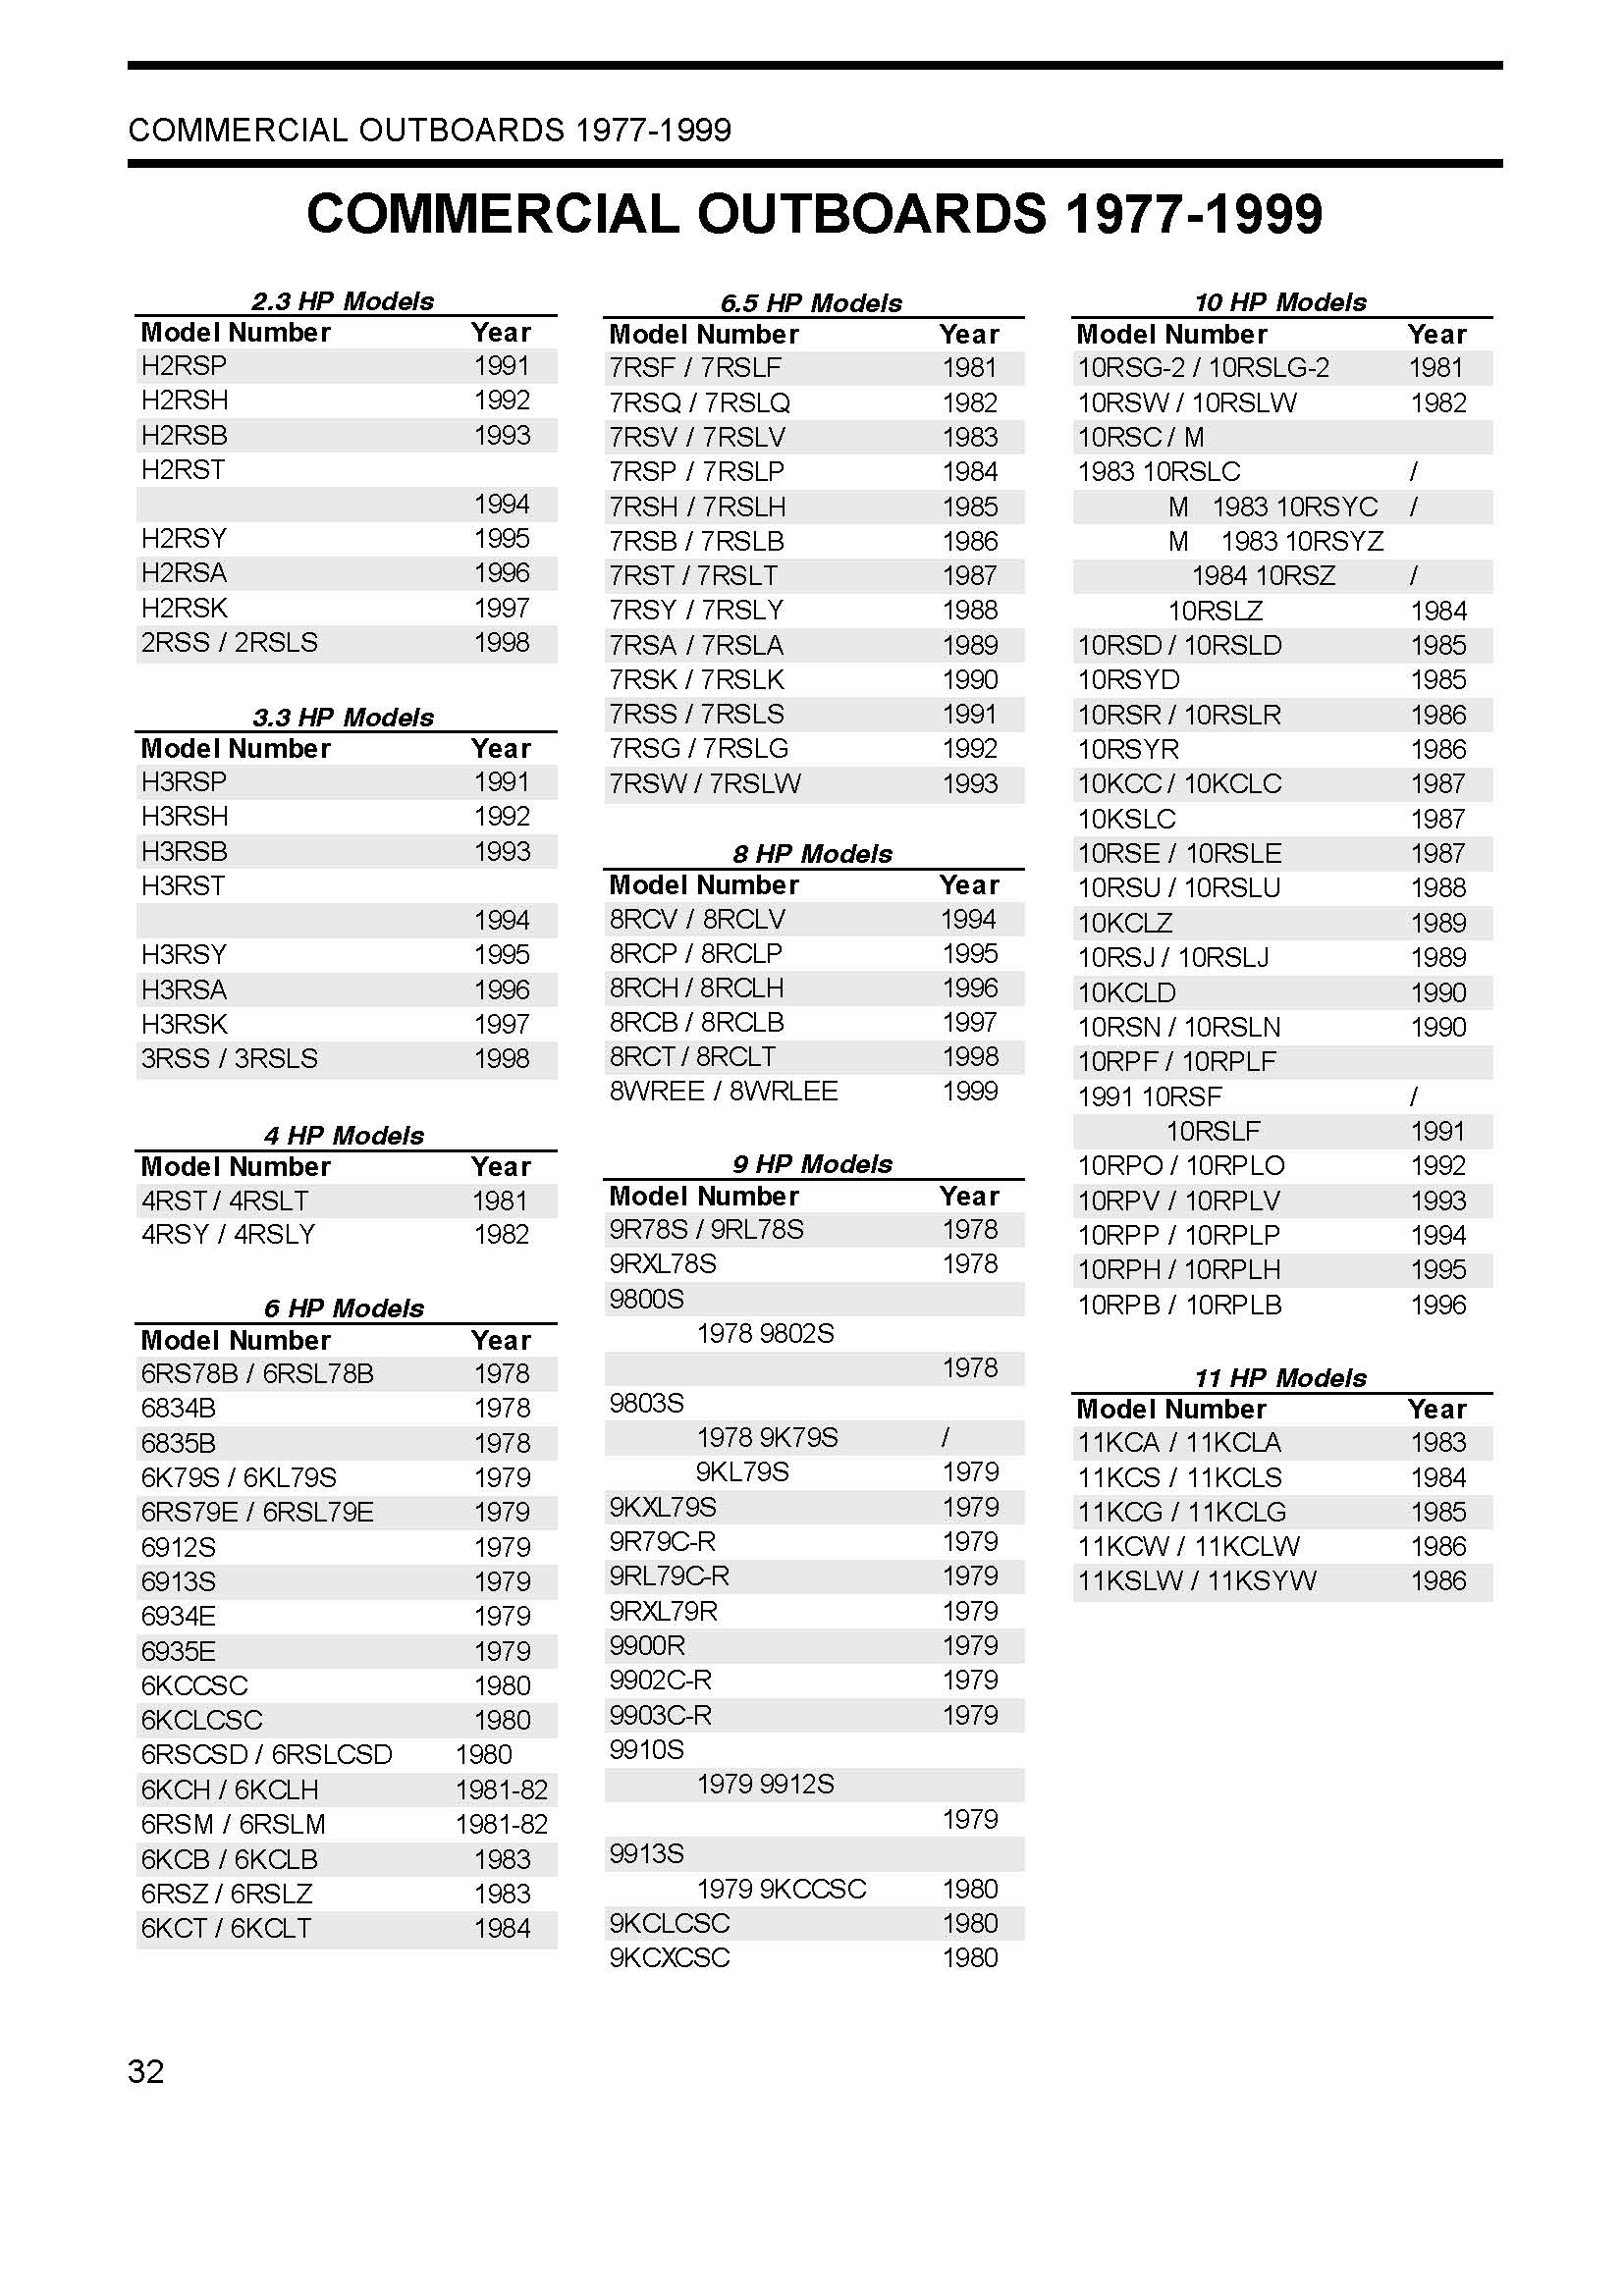 COMMERCIAL OUTBOARDS 1977-1999
COMMERCIAL OUTBOARDS 1977-1999
2.3 HP Models
Model Number Year
H2RSP 1991
H2RSH 1992
H2RSB 1993
H2RST
1994
H2RSY 1995
H2RSA 1996
H2RSK 1997
2RSS / 2RSLS 1998
3.3 HP Models
Model Number Year
H3RSP 1991
H3RSH 1992
H3RSB 1993
H3RST
1994
H3RSY 1995
H3RSA 1996
H3RSK 1997
3RSS / 3RSLS 1998
4 HP Models
Model Number Year
4RST / 4RSLT 1981
4RSY / 4RSLY 1982
6 HP Models
Model Number Year
6RS78B / 6RSL78B 1978
6834B 1978
6835B 1978
6K79S / 6KL79S 1979
6RS79E / 6RSL79E 1979
6912S 1979
6913S 1979
6934E 1979
6935E 1979
6KCCSC 1980
6KCLCSC 1980
6RSCSD / 6RSLCSD 1980
6KCH / 6KCLH 1981-82
6RSM / 6RSLM 1981-82
6KCB / 6KCLB 1983
6RSZ / 6RSLZ 1983
6KCT / 6KCLT 1984
6.5 HP Models
Model Number Year
7RSF / 7RSLF 1981
7RSQ / 7RSLQ 1982
7RSV / 7RSLV 1983
7RSP / 7RSLP 1984
7RSH / 7RSLH 1985
7RSB / 7RSLB 1986
7RST / 7RSLT 1987
7RSY / 7RSLY 1988
7RSA / 7RSLA 1989
7RSK / 7RSLK 1990
7RSS / 7RSLS 1991
7RSG / 7RSLG 1992
7RSW / 7RSLW 1993
8 HP Models
Model Number Year
8RCV / 8RCLV 1994
8RCP / 8RCLP 1995
8RCH / 8RCLH 1996
8RCB / 8RCLB 1997
8RCT / 8RCLT 1998
8WREE / 8WRLEE 1999
9 HP Models
Model Number Year
9R78S / 9RL78S 1978
9RXL78S 1978
9800S
1978 9802S
1978
9803S
1978 9K79S /
9KL79S 1979
9KXL79S 1979
9R79C-R 1979
9RL79C-R 1979
9RXL79R 1979
9900R 1979
9902C-R 1979
9903C-R 1979
9910S
1979 9912S
1979
9913S
1979 9KCCSC 1980
9KCLCSC 1980
9KCXCSC 1980
10 HP Models
Model Number Year
10RSG-2 / 10RSLG-2 1981
10RSW / 10RSLW 1982
10RSC / M
1983 10RSLC /
M 1983 10RSYC /
M 1983 10RSYZ
1984 10RSZ /
10RSLZ 1984
10RSD / 10RSLD 1985
10RSYD 1985
10RSR / 10RSLR 1986
10RSYR 1986
10KCC / 10KCLC 1987
10KSLC 1987
10RSE / 10RSLE 1987
10RSU / 10RSLU 1988
10KCLZ 1989
10RSJ / 10RSLJ 1989
10KCLD 1990
10RSN / 10RSLN 1990
10RPF / 10RPLF
1991 10RSF /
10RSLF 1991
10RPO / 10RPLO 1992
10RPV / 10RPLV 1993
10RPP / 10RPLP 1994
10RPH / 10RPLH 1995
10RPB / 10RPLB 1996
11 HP Models
Model Number Year
11KCA / 11KCLA 1983
11KCS / 11KCLS 1984
11KCG / 11KCLG 1985
11KCW / 11KCLW 1986
11KSLW / 11KSYW 1986
32